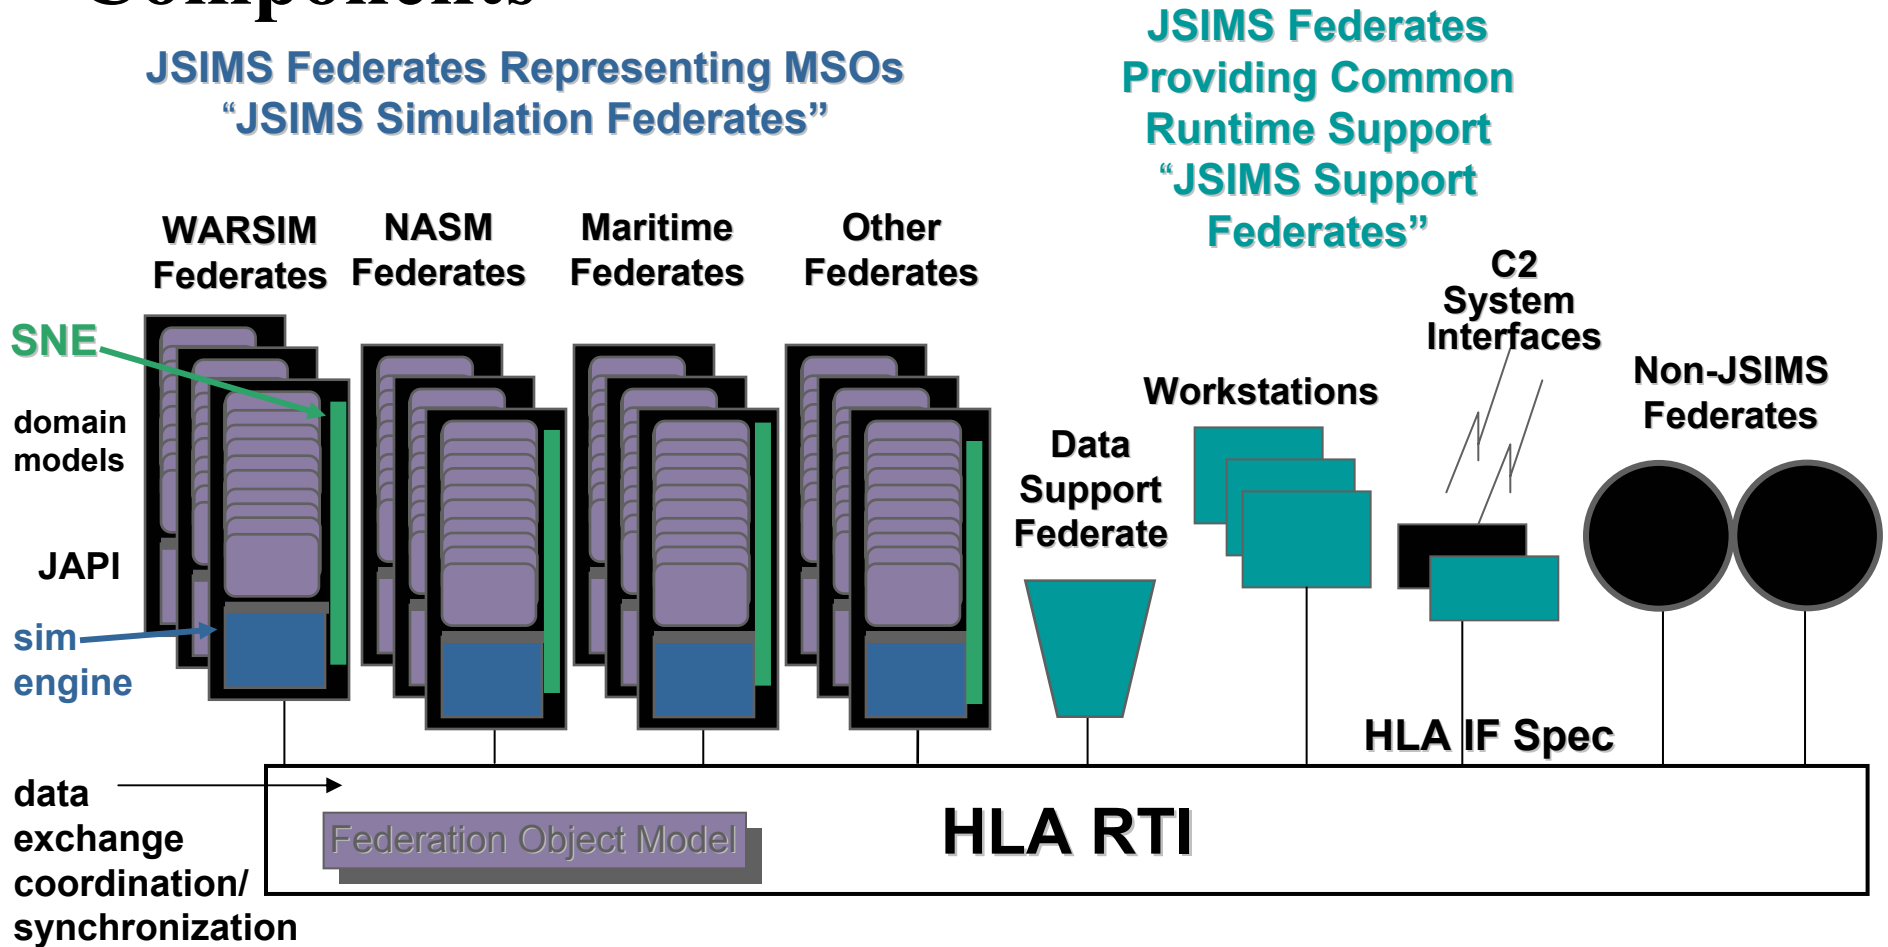 Components
JSIMS Federates Representing MSOs
“JSIMS Simulation Federates”
JSIMS Federates
Providing Common
Runtime Support
“JSIMS Support
Federates”
WARSIM
Federates
NASM
Federates
Maritime
Federates
Other
Federates
C2
System
Interfaces
SNE
domain
models
JAPI
sim
engine
Data
Support
Federate
Workstations
Non-JSIMS
Federates
HLA IF Spec
data
exchange
coordination/
synchronization
Federation Object Model
HLA RTI